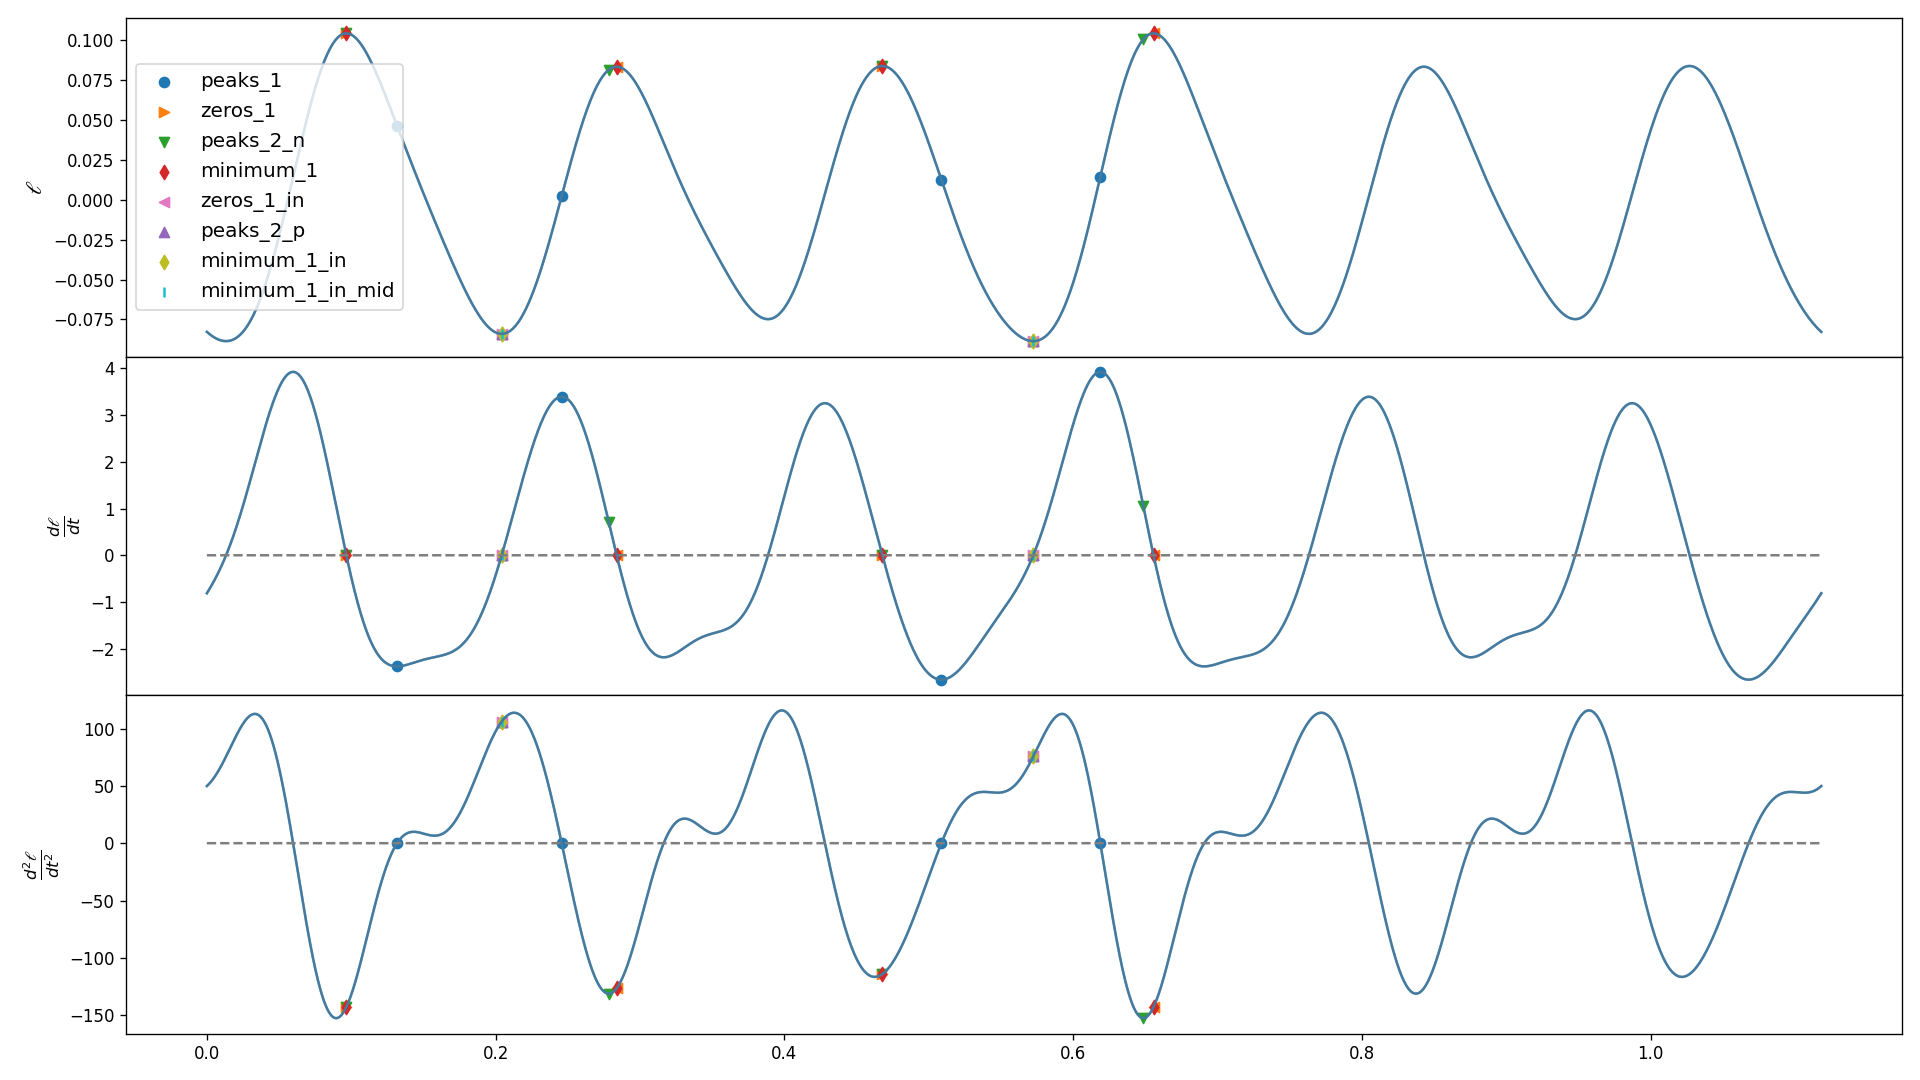 0.100
0.075
0.050
0.025
0.000
−0.025
−0.050
−0.075
ℓ
peaks_1
zeros_1
peaks_2_n
minimum_1
zeros_1_in
peaks_2_p
minimum_1_in
minimum_1_in_mid
4
3
2
1
0
−1
−2
dℓ
dt
100
50
0
−50
−100
−150
d²ℓ
dt²
0.0 0.2 0.4 0.6 0.8 1.0